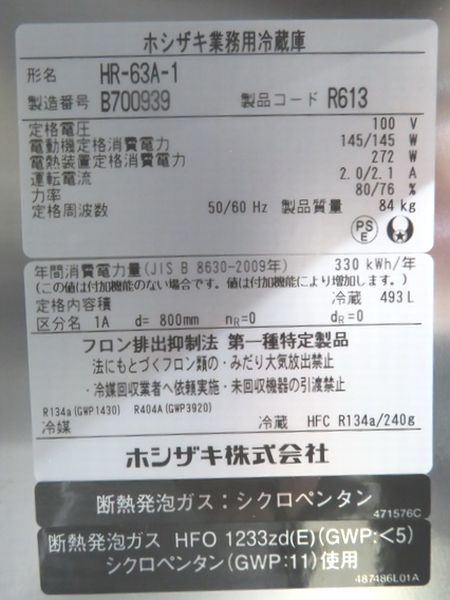 ホシザキ業務用冷蔵庫
形名 HR-63A-1
製造番号 B700939 製品コード R613
定格電圧 100 V
電動機定格消費電力 145/145 W
電熱装置定格消費電力 272 W
運転電流 2.0/2.1 A
力率 80/76 %
定格周波数 50/60 Hz 製品質量 84 kg
PS E
年間消費電力量(JIS B 8630-2009年) 330 kWh/年
(この値は付加機能のない場合です。値は付加機能により増加します。)
定格内容積 冷蔵 493 L
区分名 1A d= 800mm nR=0 dR=0
フロン排出抑制法 第一種特定製品
法にもとづくフロン類の・みだり大気放出禁止
・冷媒回収業者へ依頼実施・未回収機器の引渡禁止
R134a(GWP1430) R404A(GWP3920)
冷媒 冷蔵 HFC R134a/240g
ホシザキ株式会社
断熱発泡ガス：シクロペンタン
471576C
断熱発泡ガス HFO 1233zd(E)(GWP:<5)
シクロペンタン(GWP:11)使用
487486L01A